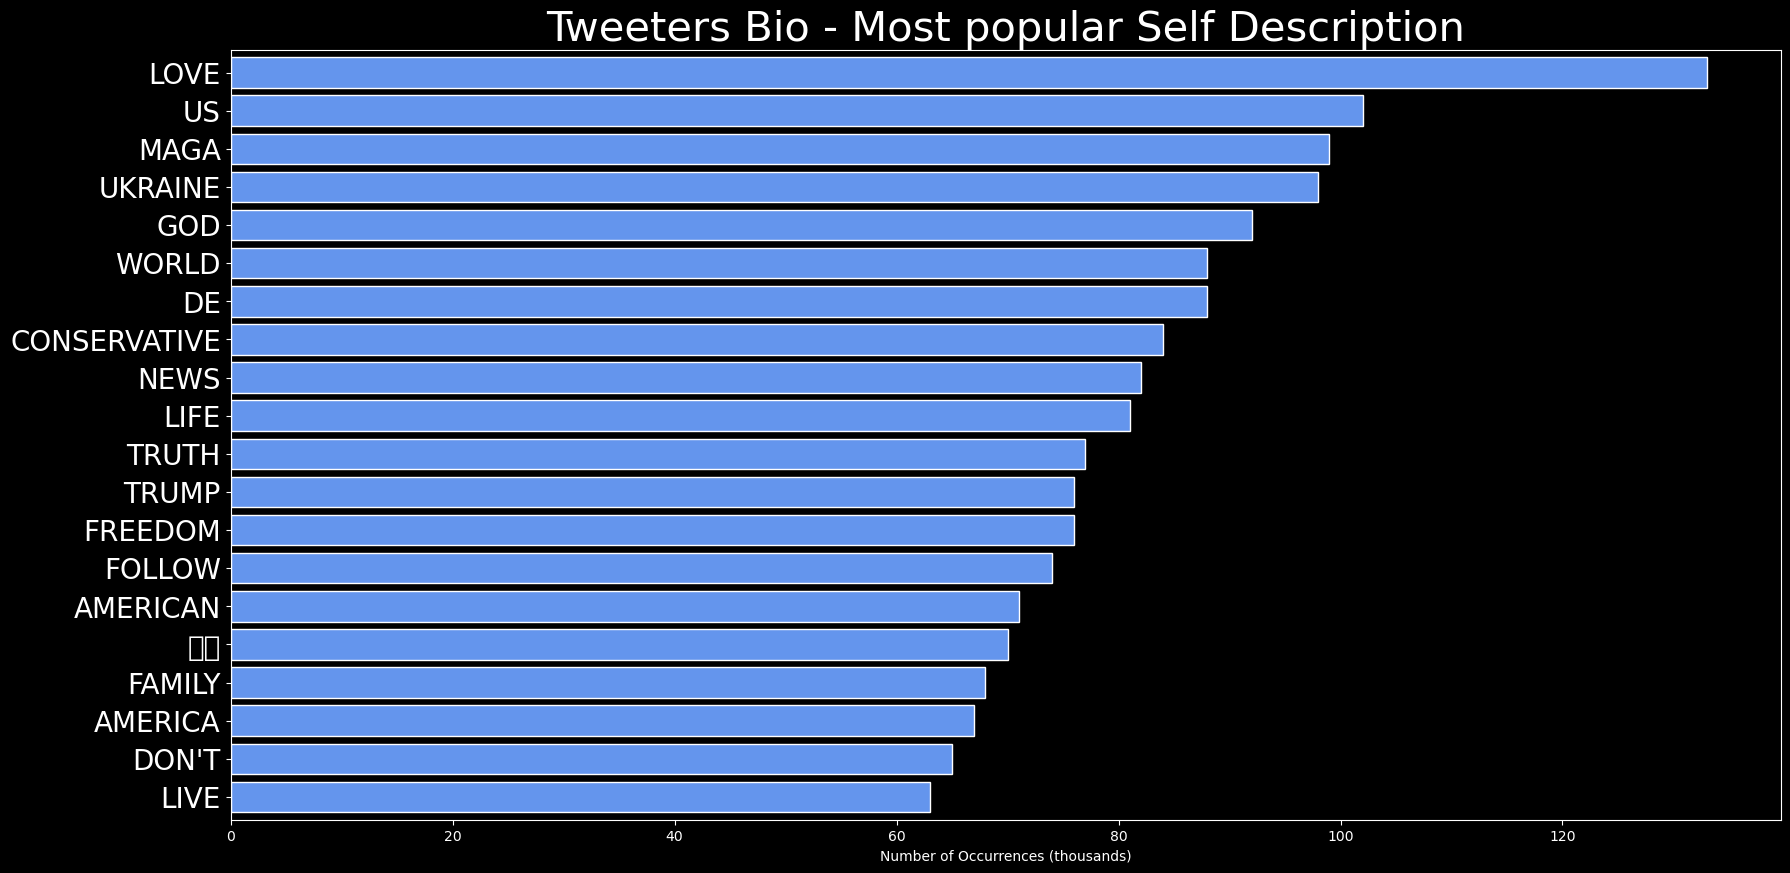 Tweeters Bio - Most popular Self Description
LOVE
US
MAGA
UKRAINE
GOD
WORLD
DE
CONSERVATIVE
NEWS
LIFE
TRUTH
TRUMP
FREEDOM
FOLLOW
AMERICAN
FAMILY
AMERICA
DON'T
LIVE
0 20 40 60 80 100 120
Number of Occurrences (thousands)